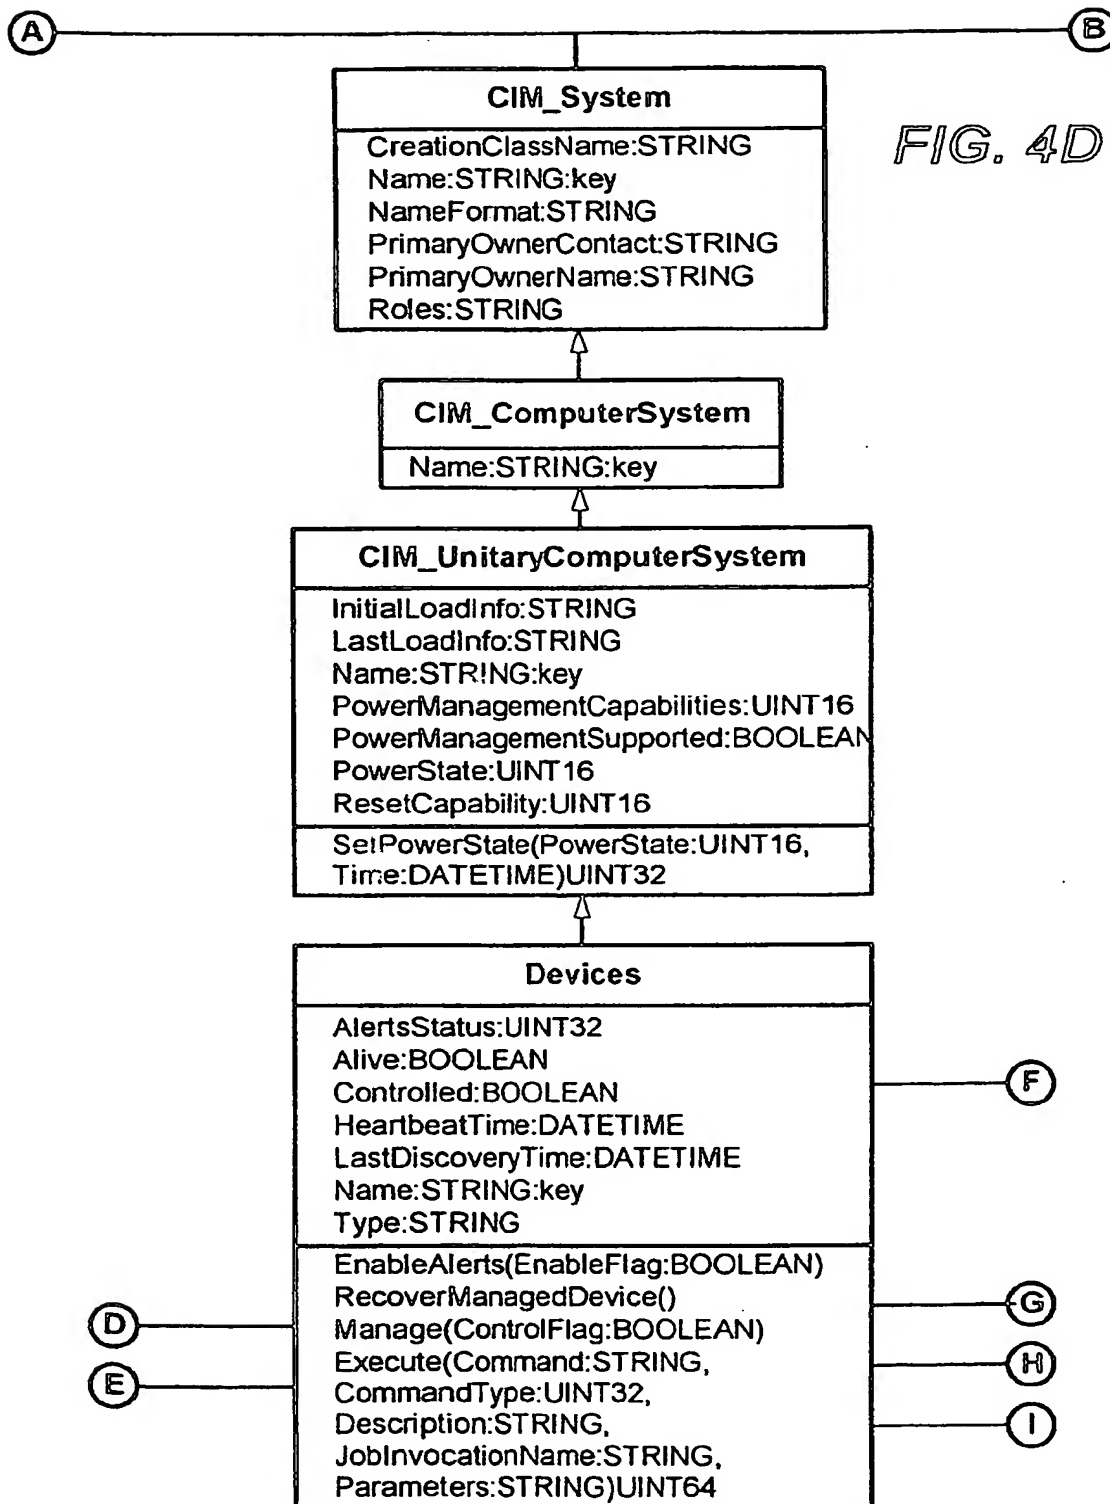 A
B
CIM_System
FIG. 4D
CreationClassName:STRING
Name:STRING:key
NameFormat:STRING
PrimaryOwnerContact:STRING
PrimaryOwnerName:STRING
Roles:STRING
CIM_ComputerSystem
Name:STRING:key
CIM_UnitaryComputerSystem
InitialLoadInfo:STRING
LastLoadInfo:STRING
Name:STRING:key
PowerManagementCapabilities:UINT16
PowerManagementSupported:BOOLEAN
PowerState:UINT16
ResetCapability:UINT16
SetPowerState(PowerState:UINT16,
Time:DATETIME)UINT32
Devices
AlertsStatus:UINT32
Alive:BOOLEAN
Controlled:BOOLEAN
F
HeartbeatTime:DATETIME
LastDiscoveryTime:DATETIME
Name:STRING:key
Type:STRING
EnableAlerts(EnableFlag:BOOLEAN)
RecoverManagedDevice()
G
D
Manage(ControlFlag:BOOLEAN)
Execute(Command:STRING,
H
E
CommandType:UINT32,
Description:STRING,
I
JobInvocationName:STRING,
Parameters:STRING)UINT64